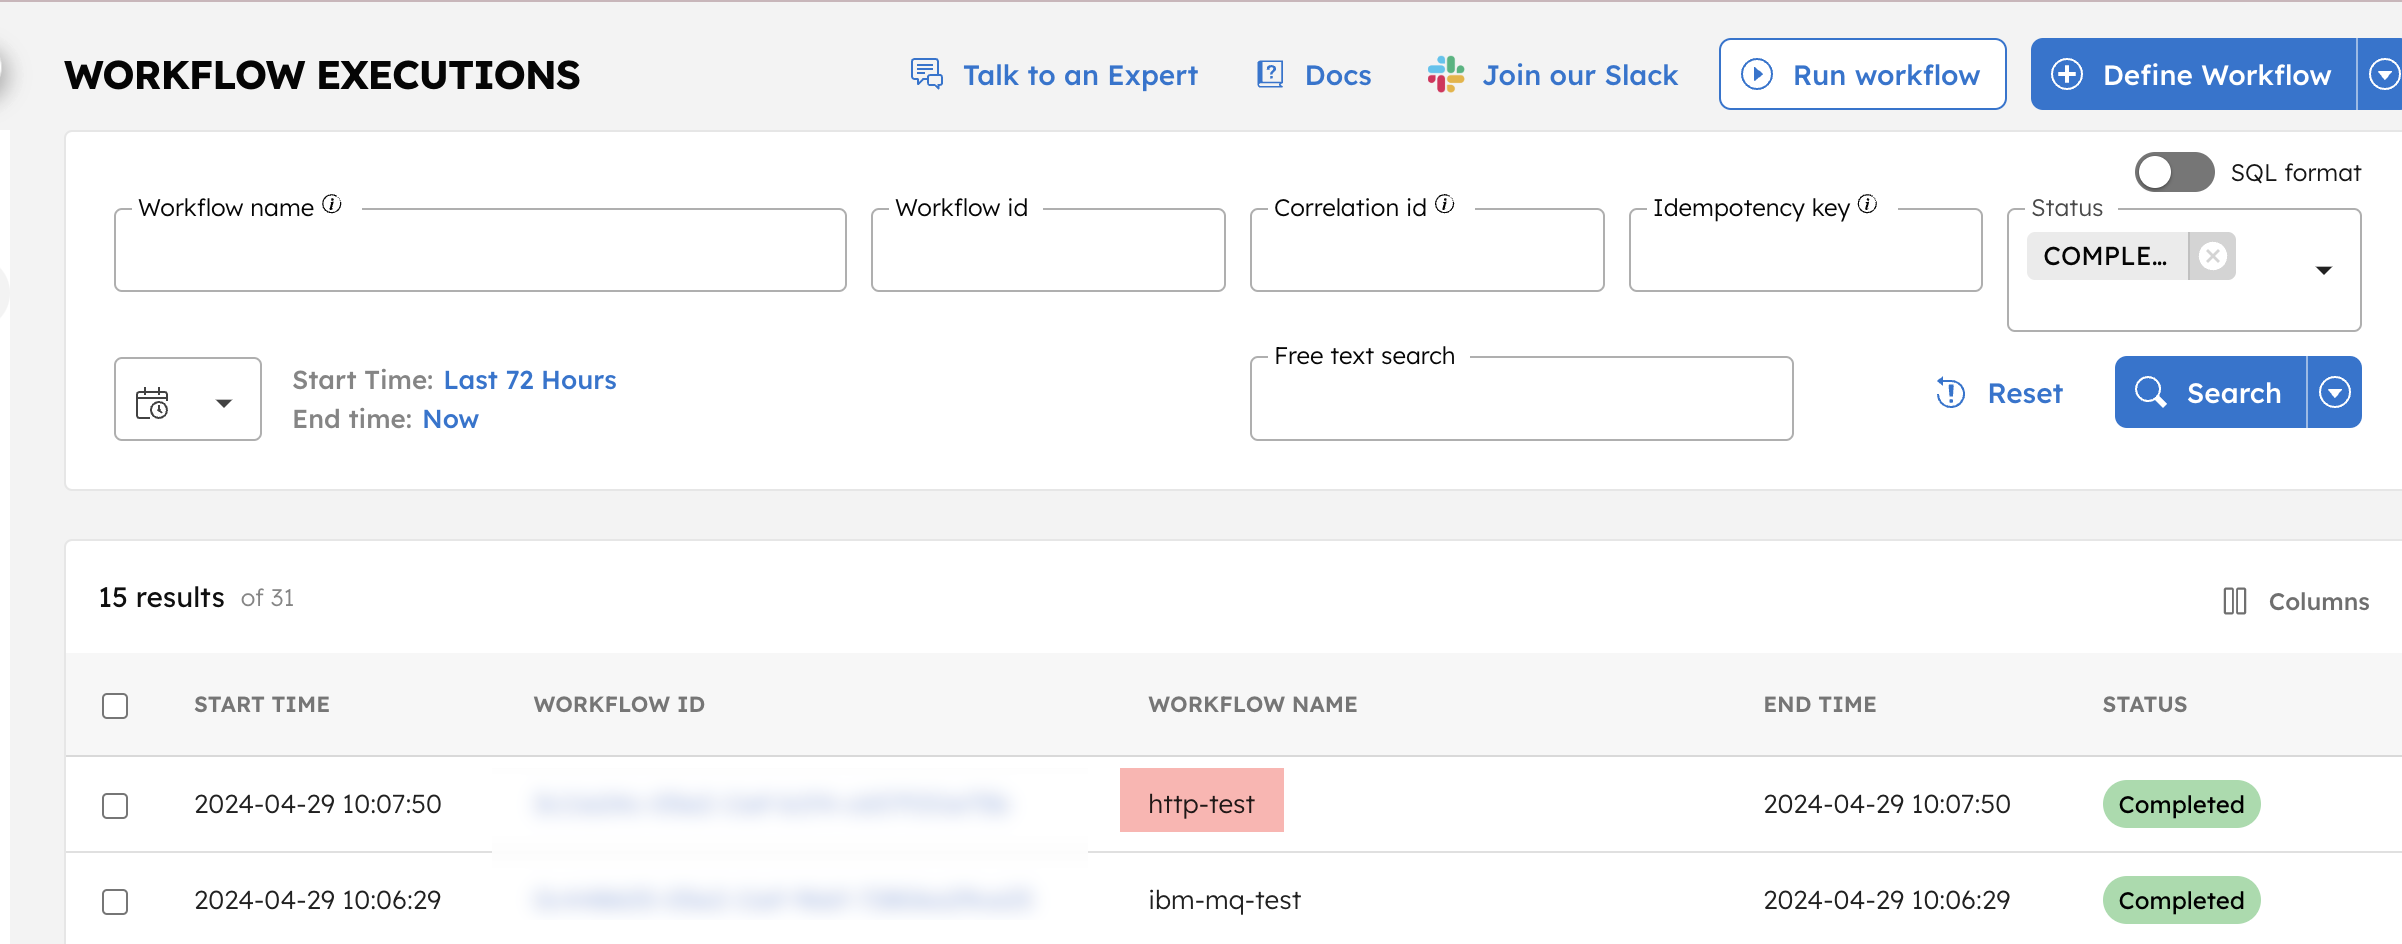 WORKFLOW EXECUTIONS
Talk to an Expert
Docs
Join our Slack
Run workflow
Define Workflow
SQL format
Workflow name
Workflow id
Correlation id
Idempotency key
Status
COMPLE...
Start Time: Last 72 Hours
End time: Now
Free text search
Reset
Search
15 results of 31
Columns
START TIME WORKFLOW ID WORKFLOW NAME END TIME STATUS
2024-04-29 10:07:50 http-test 2024-04-29 10:07:50 Completed
2024-04-29 10:06:29 ibm-mq-test 2024-04-29 10:06:29 Completed